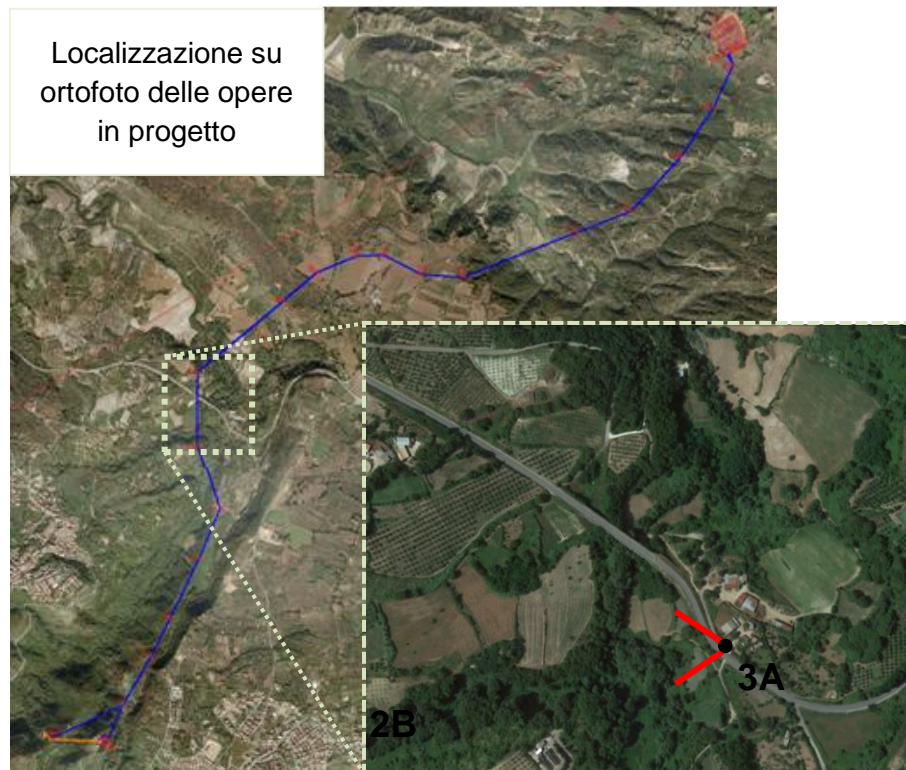 Localizzazione su
ortofoto delle opere
in progetto
3A
2B